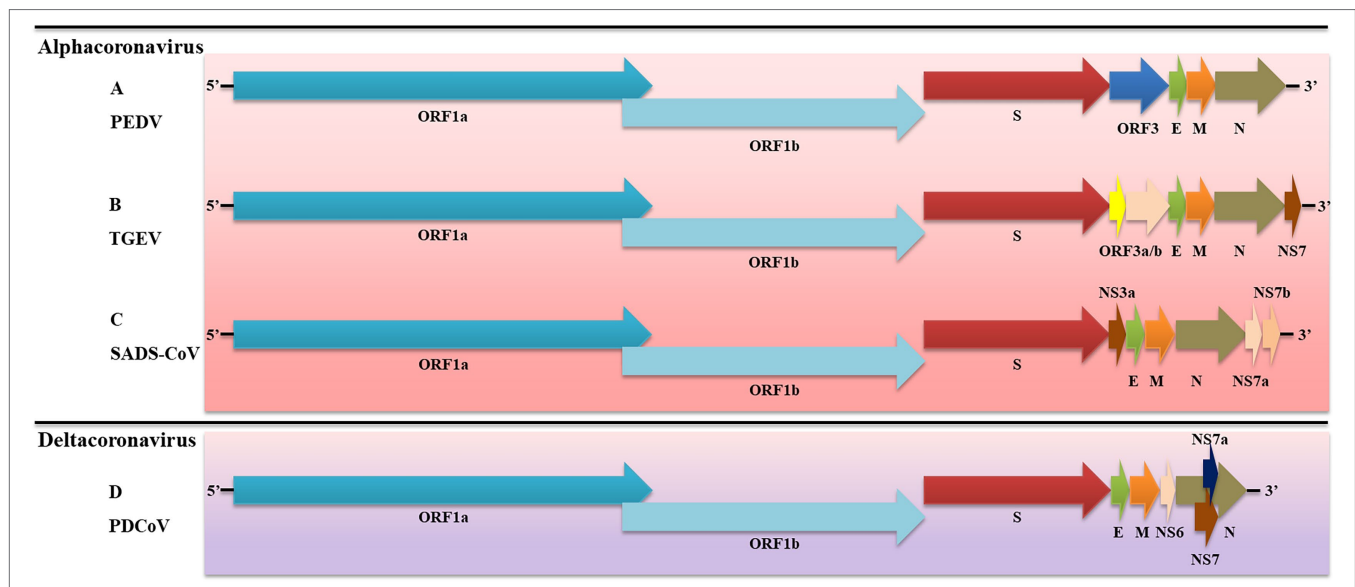 Alphacoronavirus
A
PEDV
5’
3’
ORF1a
ORF1b
S
ORF3
E
M
N
B
TGEV
5’
3’
ORF1a
ORF1b
S
ORF3a/b
E
M
N
NS7
C
SADS-CoV
5’
3’
NS3a
NS7b
ORF1a
ORF1b
S
E
M
N
NS7a
Deltacoronavirus
D
PDCoV
5’
3’
NS7a
ORF1a
ORF1b
S
E
M
NS6
N
NS7